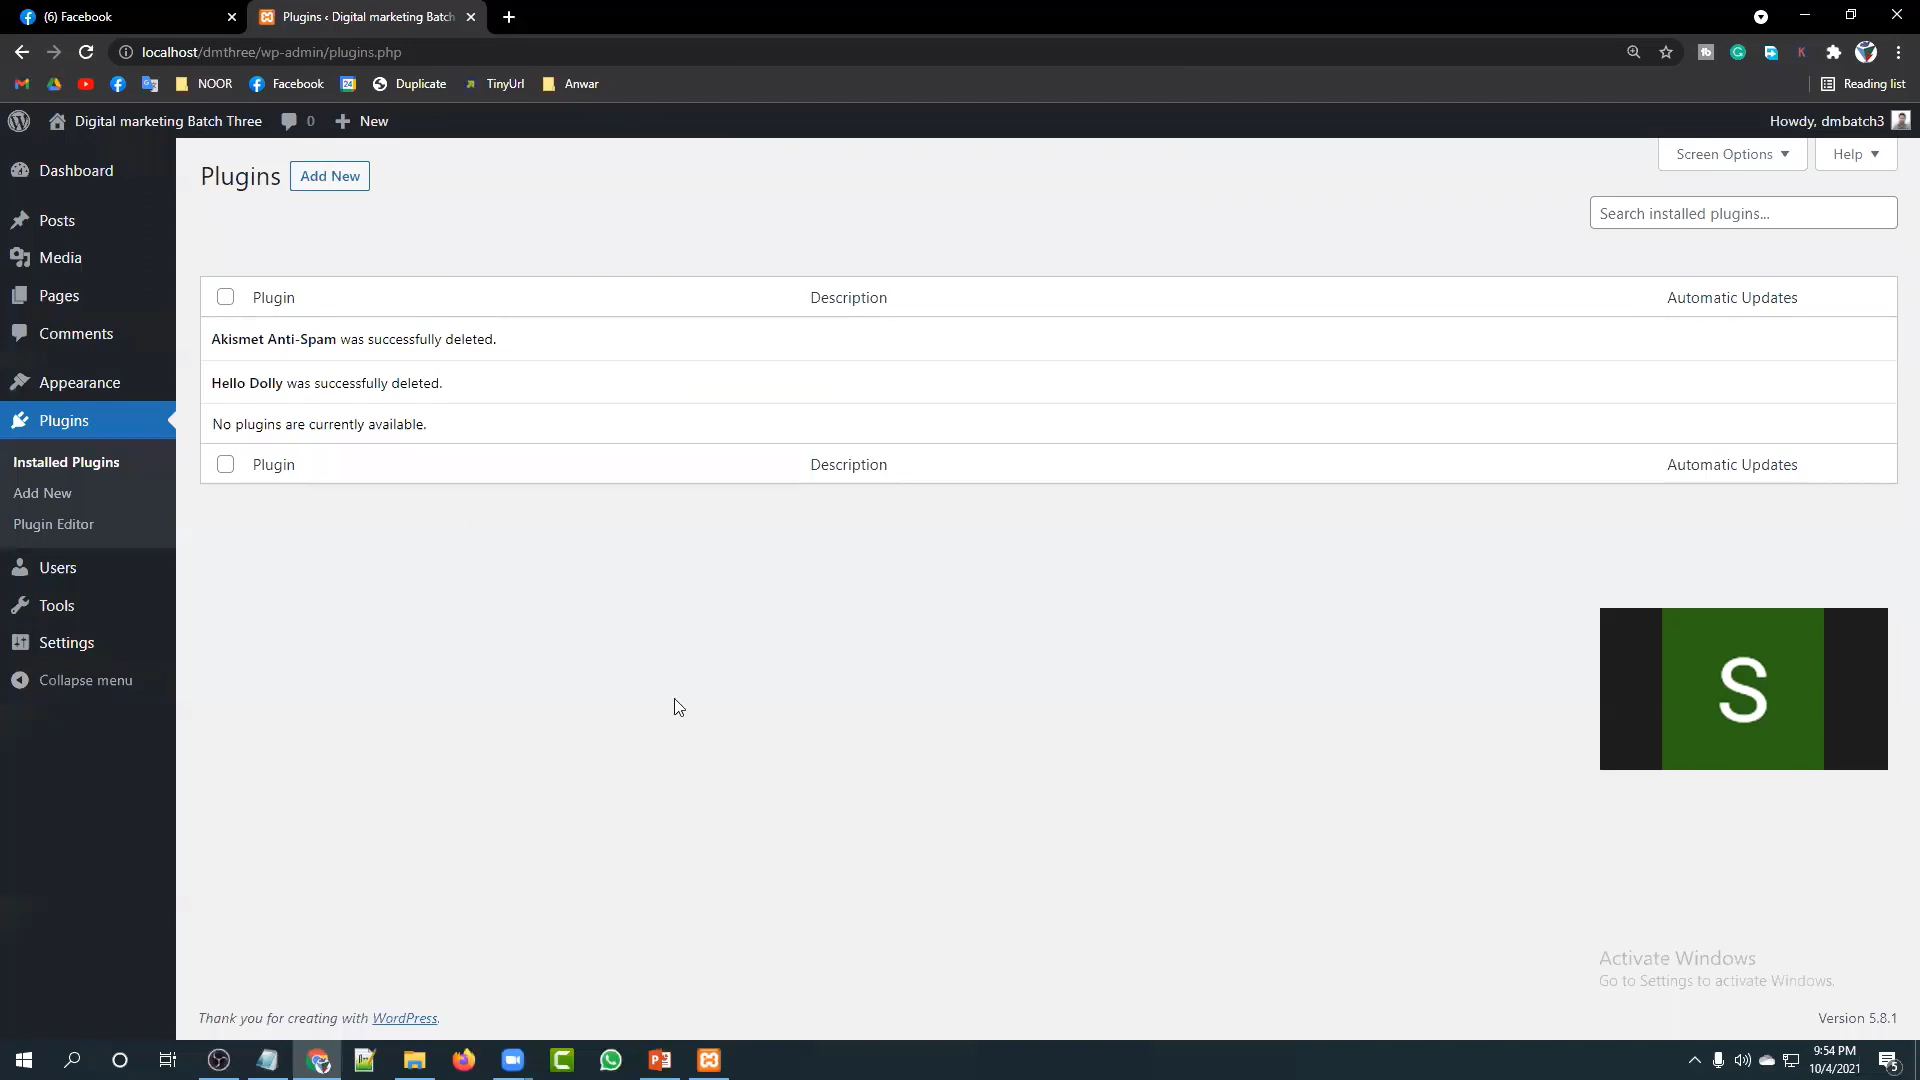 (6) Facebook
Plugins ‹ Digital marketing Batch
localhost/dmthree/wp-admin/plugins.php
NOOR
Facebook
24
Duplicate
TinyUrl
Anwar
Reading list
Digital marketing Batch Three
0
New
Howdy, dmbatch3
Dashboard
Posts
Media
Pages
Comments
Appearance
Plugins
Installed Plugins
Add New
Plugin Editor
Users
Tools
Settings
Collapse menu
Screen Options
Help
Plugins
Add New
Search installed plugins...
Plugin Description Automatic Updates
Akismet Anti-Spam was successfully deleted.
Hello Dolly was successfully deleted.
No plugins are currently available.
Plugin Description Automatic Updates
S
Activate Windows
Go to Settings to activate Windows.
Thank you for creating with WordPress.
Version 5.8.1
9:54 PM
10/4/2021
5